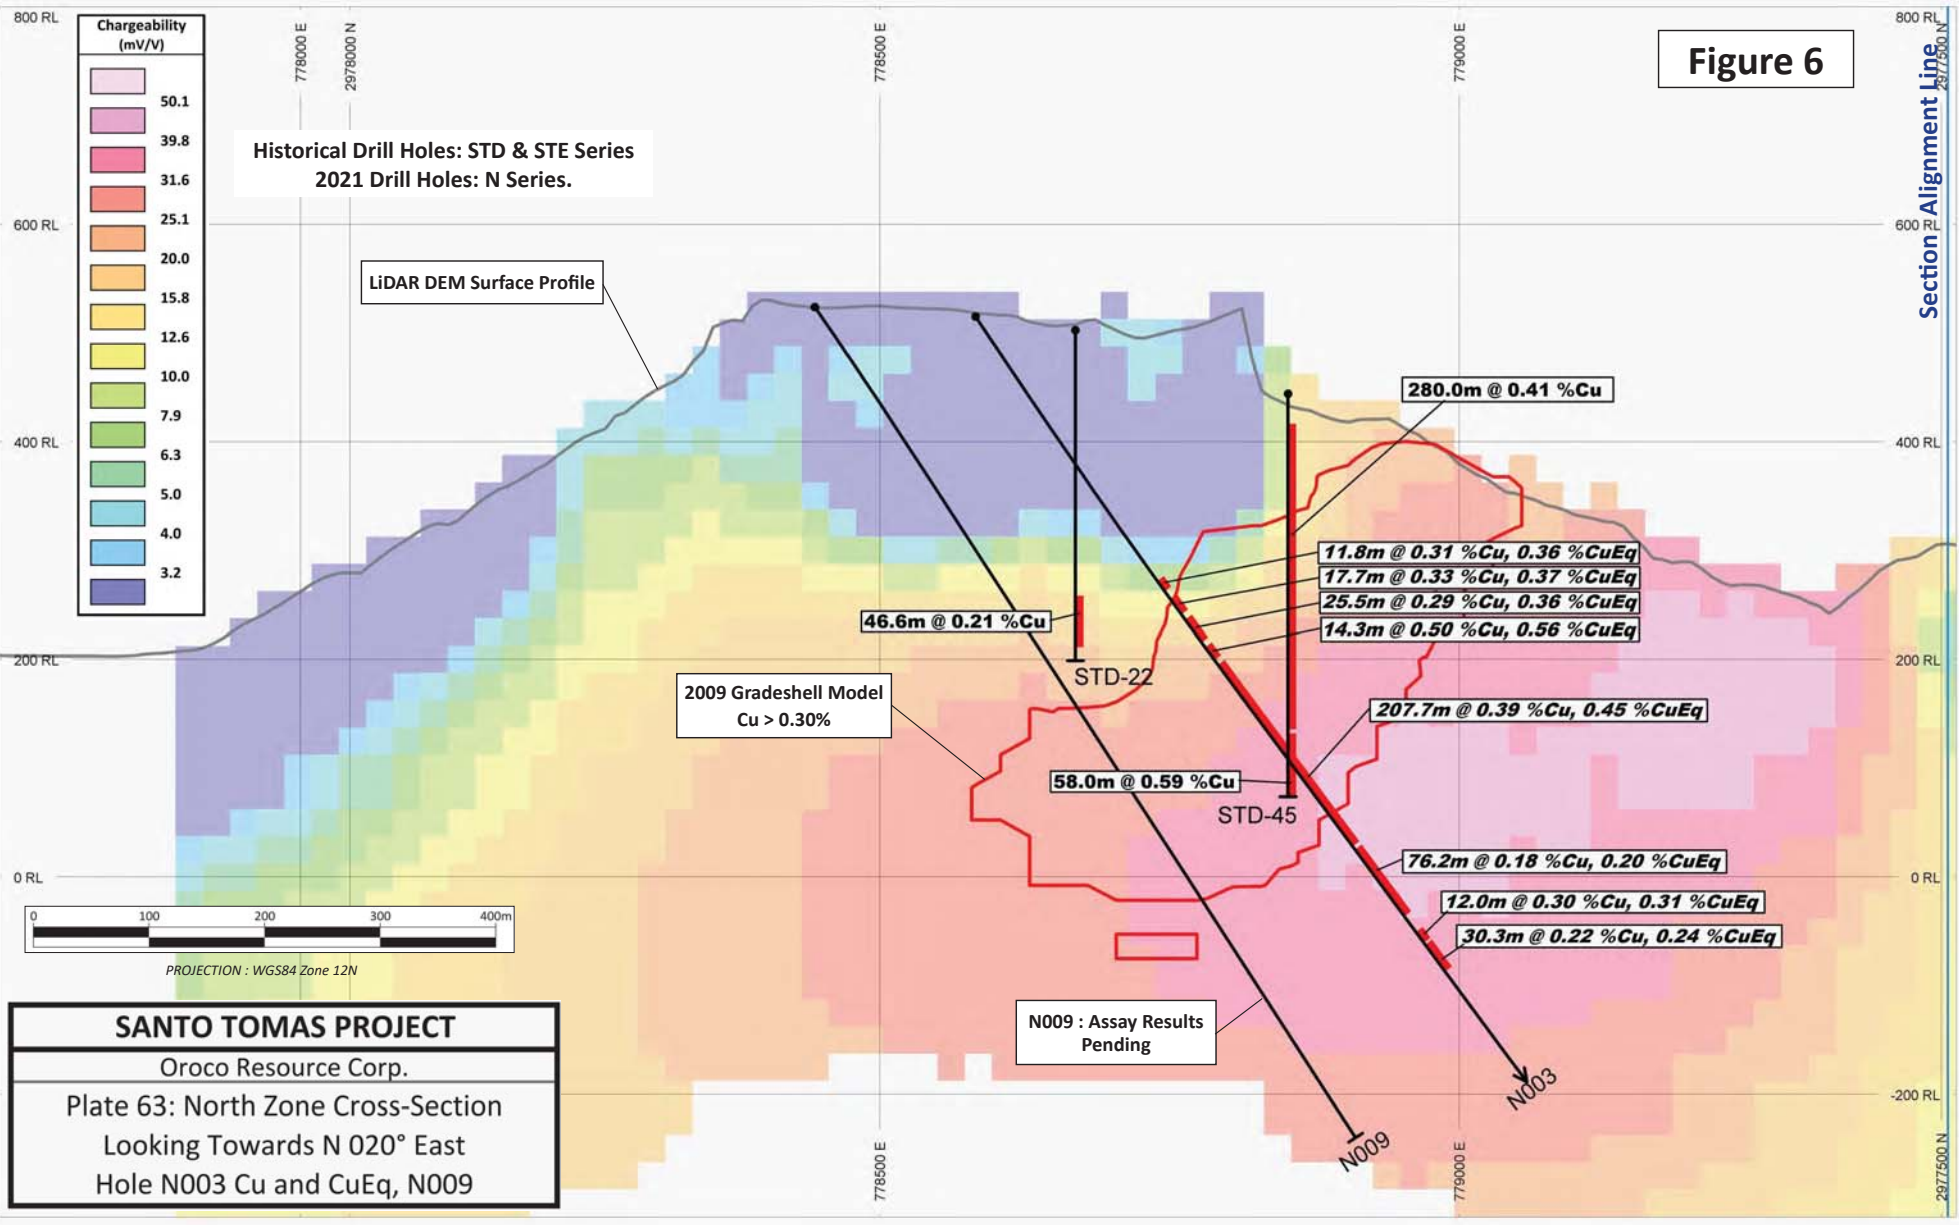 800 RL
Chargeability
(mV/V)
50.1
39.8
31.6
25.1
20.0
15.8
12.6
10.0
7.9
6.3
5.0
4.0
3.2
778000 E
2978000 N
778500 E
779000 E
800 RL
2977500 N
Section Alignment Line
Figure 6
Historical Drill Holes: STD & STE Series
2021 Drill Holes: N Series.
600 RL
600 RL
LiDAR DEM Surface Profile
280.0m @ 0.41 %Cu
400 RL
400 RL
11.8m @ 0.31 %Cu, 0.36 %CuEq
17.7m @ 0.33 %Cu, 0.37 %CuEq
25.5m @ 0.29 %Cu, 0.36 %CuEq
14.3m @ 0.50 %Cu, 0.56 %CuEq
46.6m @ 0.21 %Cu
200 RL
200 RL
STD-22
2009 Gradeshell Model
Cu > 0.30%
207.7m @ 0.39 %Cu, 0.45 %CuEq
58.0m @ 0.59 %Cu
STD-45
76.2m @ 0.18 %Cu, 0.20 %CuEq
0 RL
0 RL
12.0m @ 0.30 %Cu, 0.31 %CuEq
30.3m @ 0.22 %Cu, 0.24 %CuEq
0 100 200 300 400m
PROJECTION : WGS84 Zone 12N
N009 : Assay Results
Pending
N003
-200 RL
N009
778500 E
779000 E
2977500 N
SANTO TOMAS PROJECT
Oroco Resource Corp.
Plate 63: North Zone Cross-Section
Looking Towards N 020° East
Hole N003 Cu and CuEq, N009